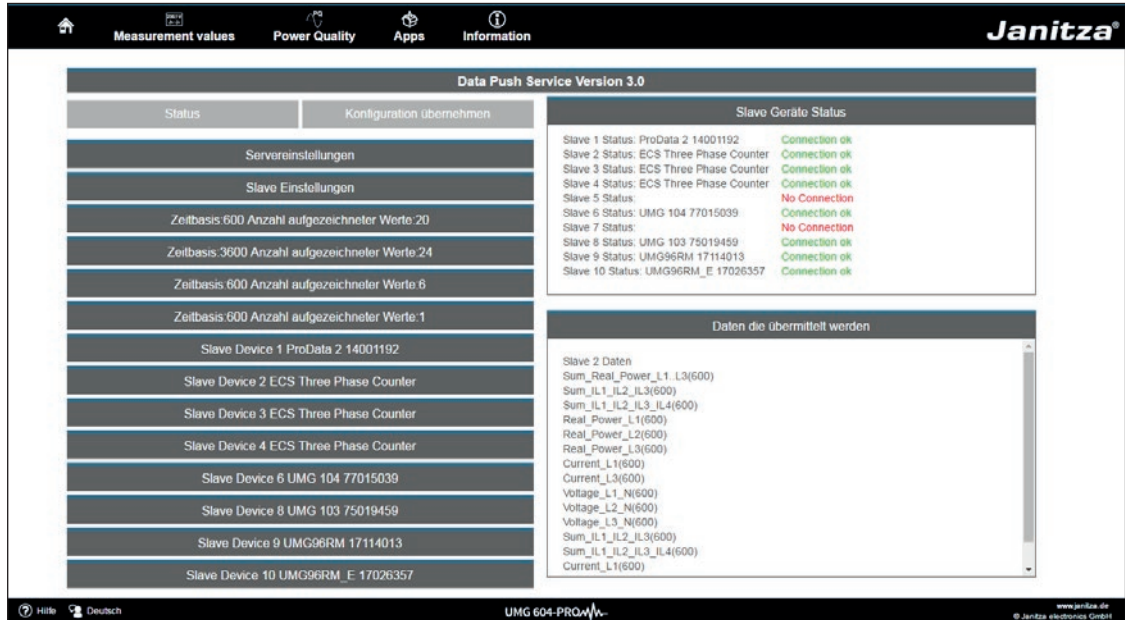 Measurement values
Power Quality
Apps
Information
Janitza®
Data Push Service Version 3.0
Status
Konfiguration übernehmen
Servereinstellungen
Slave Einstellungen
Zeitbasis:600 Anzahl aufgezeichneter Werte:20
Zeitbasis:3600 Anzahl aufgezeichneter Werte:24
Zeitbasis:600 Anzahl aufgezeichneter Werte:6
Zeitbasis:600 Anzahl aufgezeichneter Werte:1
Slave Device 1 ProData 2 14001192
Slave Device 2 ECS Three Phase Counter
Slave Device 3 ECS Three Phase Counter
Slave Device 4 ECS Three Phase Counter
Slave Device 6 UMG 104 77015039
Slave Device 8 UMG 103 75019459
Slave Device 9 UMG96RM 17114013
Slave Device 10 UMG96RM_E 17026357
Slave Geräte Status
Slave 1 Status: ProData 2 14001192 Connection ok
Slave 2 Status: ECS Three Phase Counter Connection ok
Slave 3 Status: ECS Three Phase Counter Connection ok
Slave 4 Status: ECS Three Phase Counter Connection ok
Slave 5 Status: No Connection
Slave 6 Status: UMG 104 77015039 Connection ok
Slave 7 Status: No Connection
Slave 8 Status: UMG 103 75019459 Connection ok
Slave 9 Status: UMG96RM 17114013 Connection ok
Slave 10 Status: UMG96RM_E 17026357 Connection ok
Daten die übermittelt werden
Slave 2 Daten
Sum_Real_Power_L1..L3(600)
Sum_IL1_IL2_IL3(600)
Sum_IL1_IL2_IL3_IL4(600)
Real_Power_L1(600)
Real_Power_L2(600)
Real_Power_L3(600)
Current_L1(600)
Current_L3(600)
Voltage_L1_N(600)
Voltage_L2_N(600)
Voltage_L3_N(600)
Sum_IL1_IL2_IL3(600)
Sum_IL1_IL2_IL3_IL4(600)
Current_L1(600)
Hilfe
Deutsch
UMG 604-PRO
www.janitza.de
© Janitza electronics GmbH